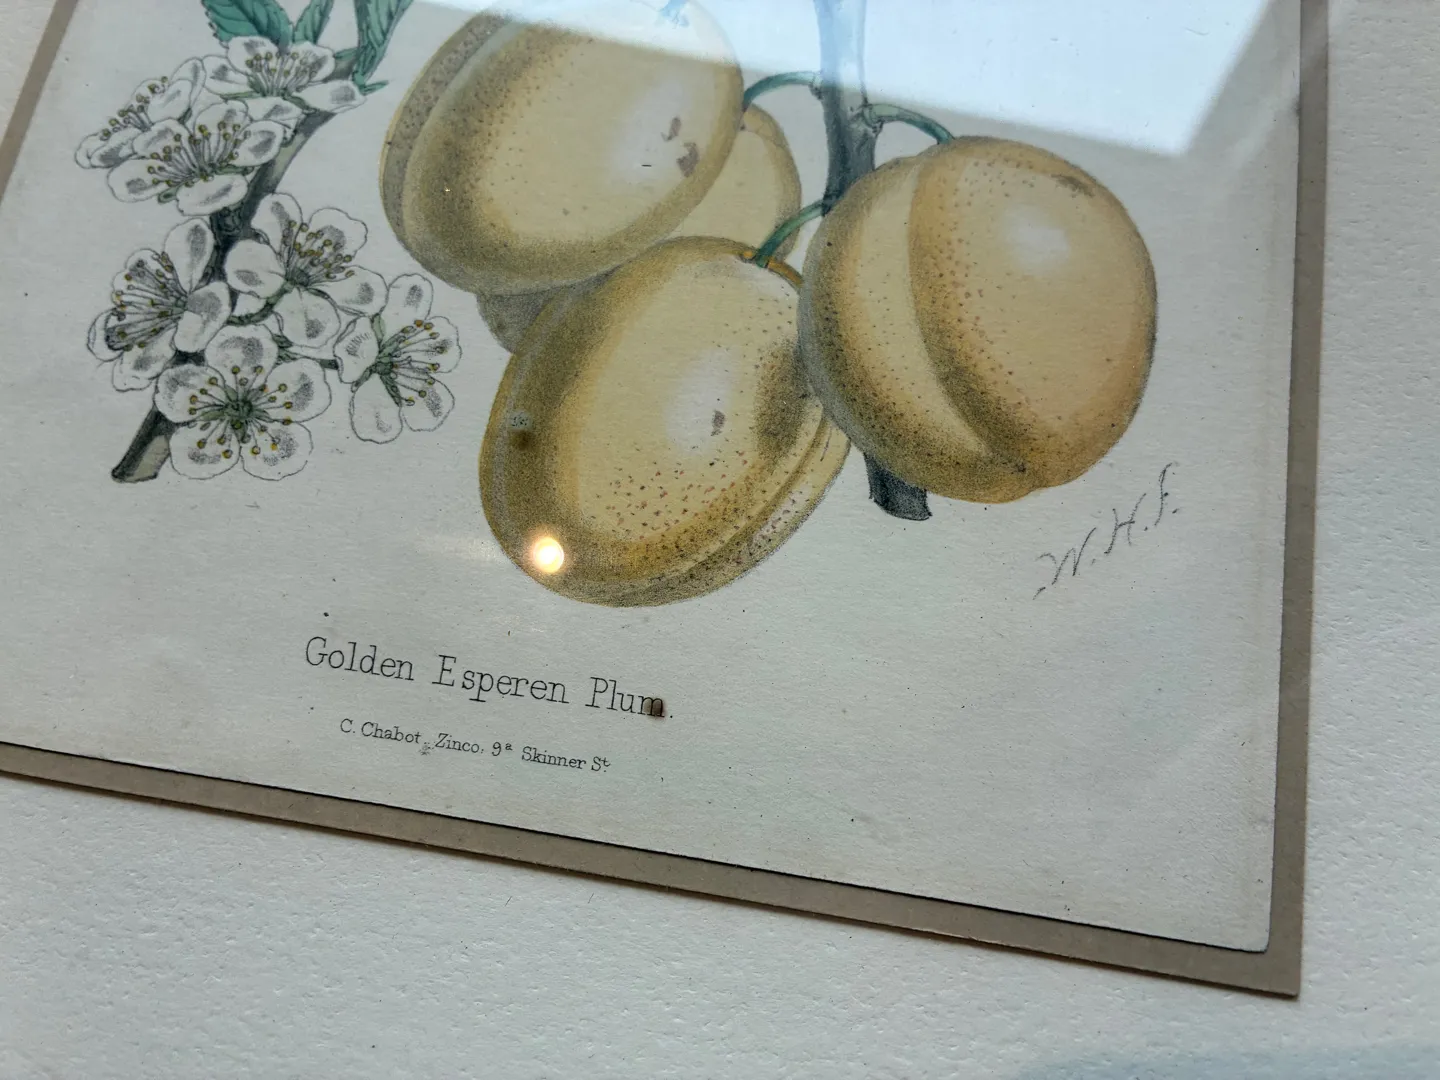 W.H.F.
Golden Esperen Plum.
C. Chabot, Zinco, 9ª Skinner St.